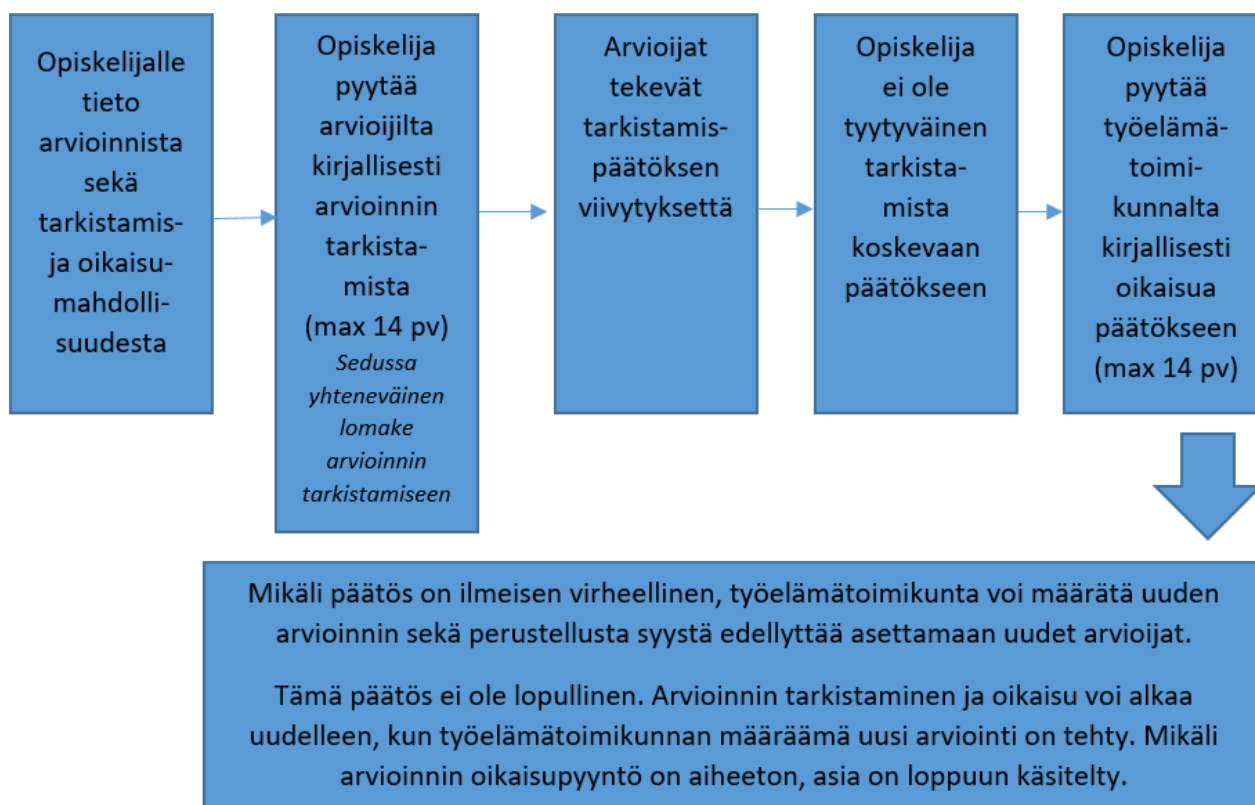 Opiskelijalle
tieto
arvioinnista
sekä
tarkistamis-
ja oikaisu-
mahdolli-
suudesta
Opiskelija
pyytää
arvioijilta
kirjallisesti
arvioinnin
tarkista-
mista
(max 14 pv)
Sedussa
yhteneväinen
lomake
arvioinnin
tarkistamiseen
Arvioijat
tekevät
tarkistamis-
päätöksen
viivytyksettä
Opiskelija
ei ole
tyytyväinen
tarkista-
mista
koskevaan
päätökseen
Opiskelija
pyytää
työelämä-
toimi-
kunnalta
kirjallisesti
oikaisua
päätökseen
(max 14 pv)
Mikäli päätös on ilmeisen virheellinen, työelämätoimikunta voi määrätä uuden
arvioinnin sekä perustellusta syystä edellyttää asettamaan uudet arvioijat.
Tämä päätös ei ole lopullinen. Arvioinnin tarkistaminen ja oikaisu voi alkaa
uudelleen, kun työelämätoimikunnan määräämä uusi arviointi on tehty. Mikäli
arvioinnin oikaisupyyntö on aiheeton, asia on loppuun käsitelty.